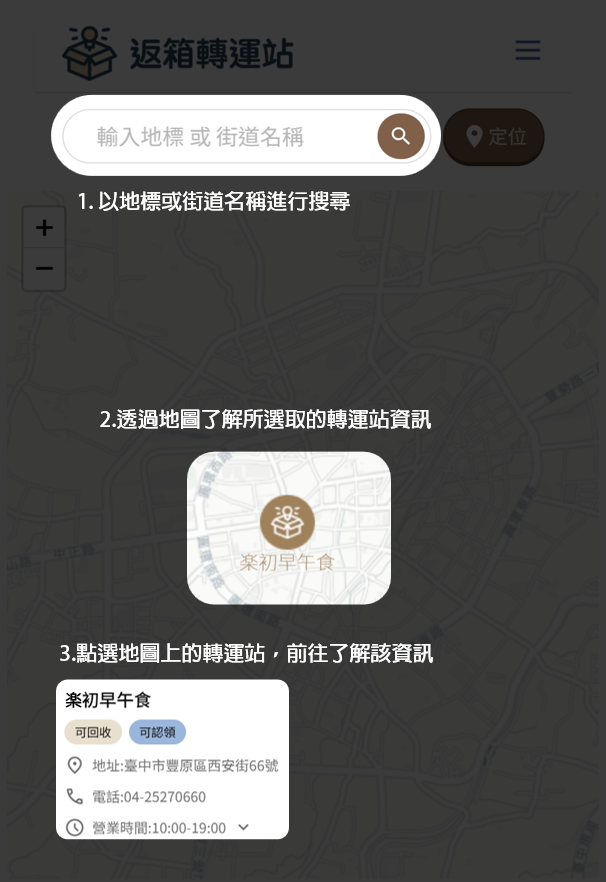 返箱轉運站
輸入地標 或 街道名稱
定位
1. 以地標或街道名稱進行搜尋
+
−
2.透過地圖了解所選取的轉運站資訊
楽初早午食
中正路
3.點選地圖上的轉運站，前往了解該資訊
楽初早午食
可回收 可認領
地址:臺中市豐原區西安街66號
電話:04-25270660
營業時間:10:00-19:00